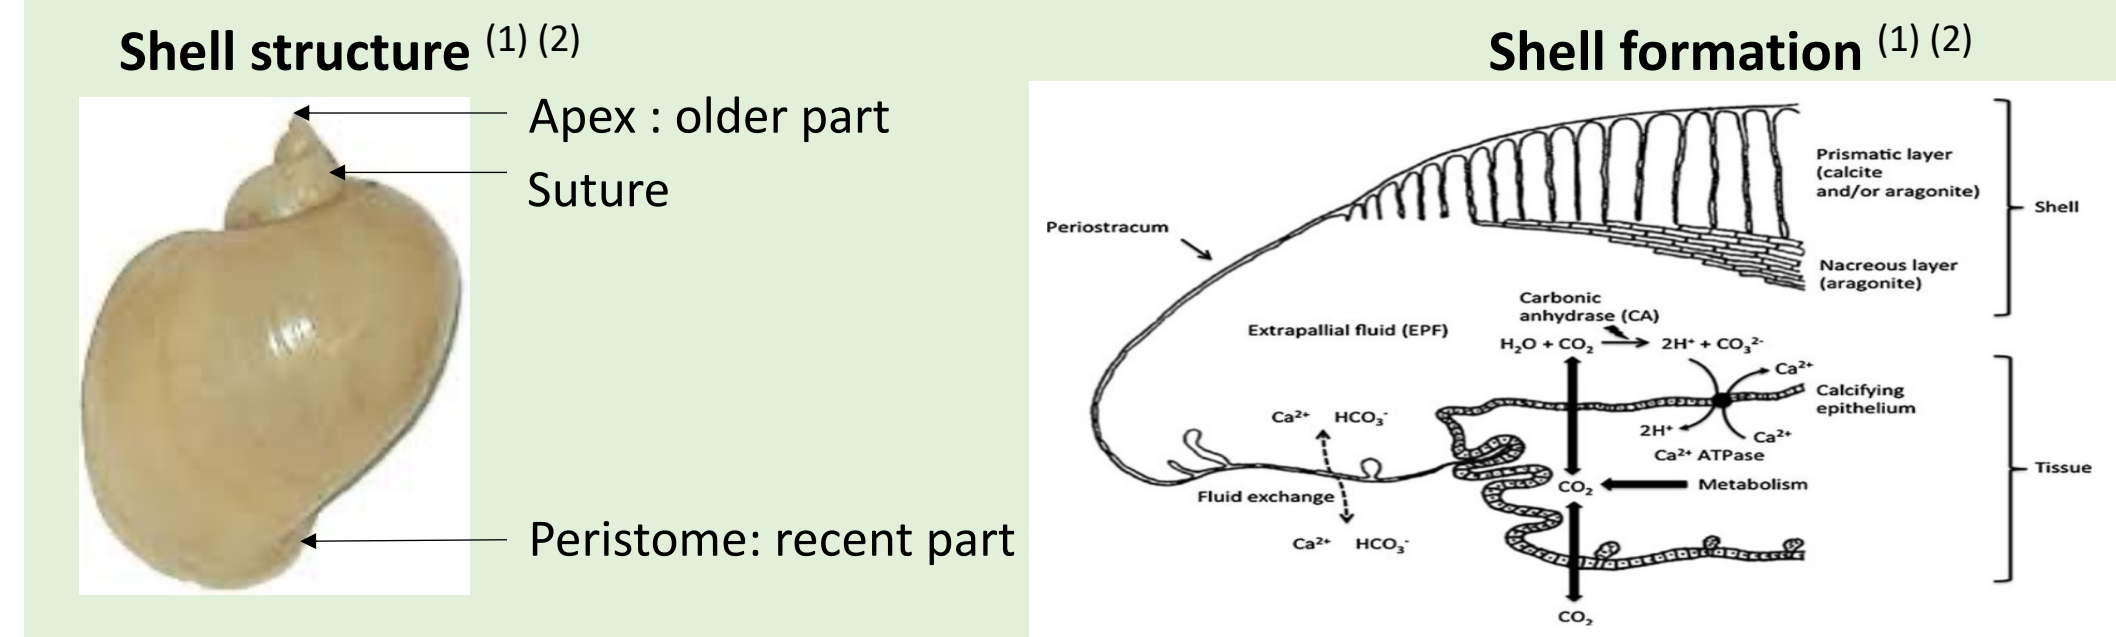 Shell structure (1) (2)
Apex : older part
Suture
Peristome: recent part
Shell formation (1) (2)
Prismatic layer
(calcite
and/or aragonite)
Shell
Periostracum
Nacreous layer
(aragonite)
Carbonic
anhydrase (CA)
Extrapallial fluid (EPF)
H₂O + CO₂
2H⁺ + CO₃²⁻
Ca²⁺
Calcifying
epithelium
Ca²⁺ HCO₃⁻
2H⁺
Ca²⁺
Ca²⁺ ATPase
Tissue
CO₂
Metabolism
Fluid exchange
Ca²⁺ HCO₃⁻
CO₂